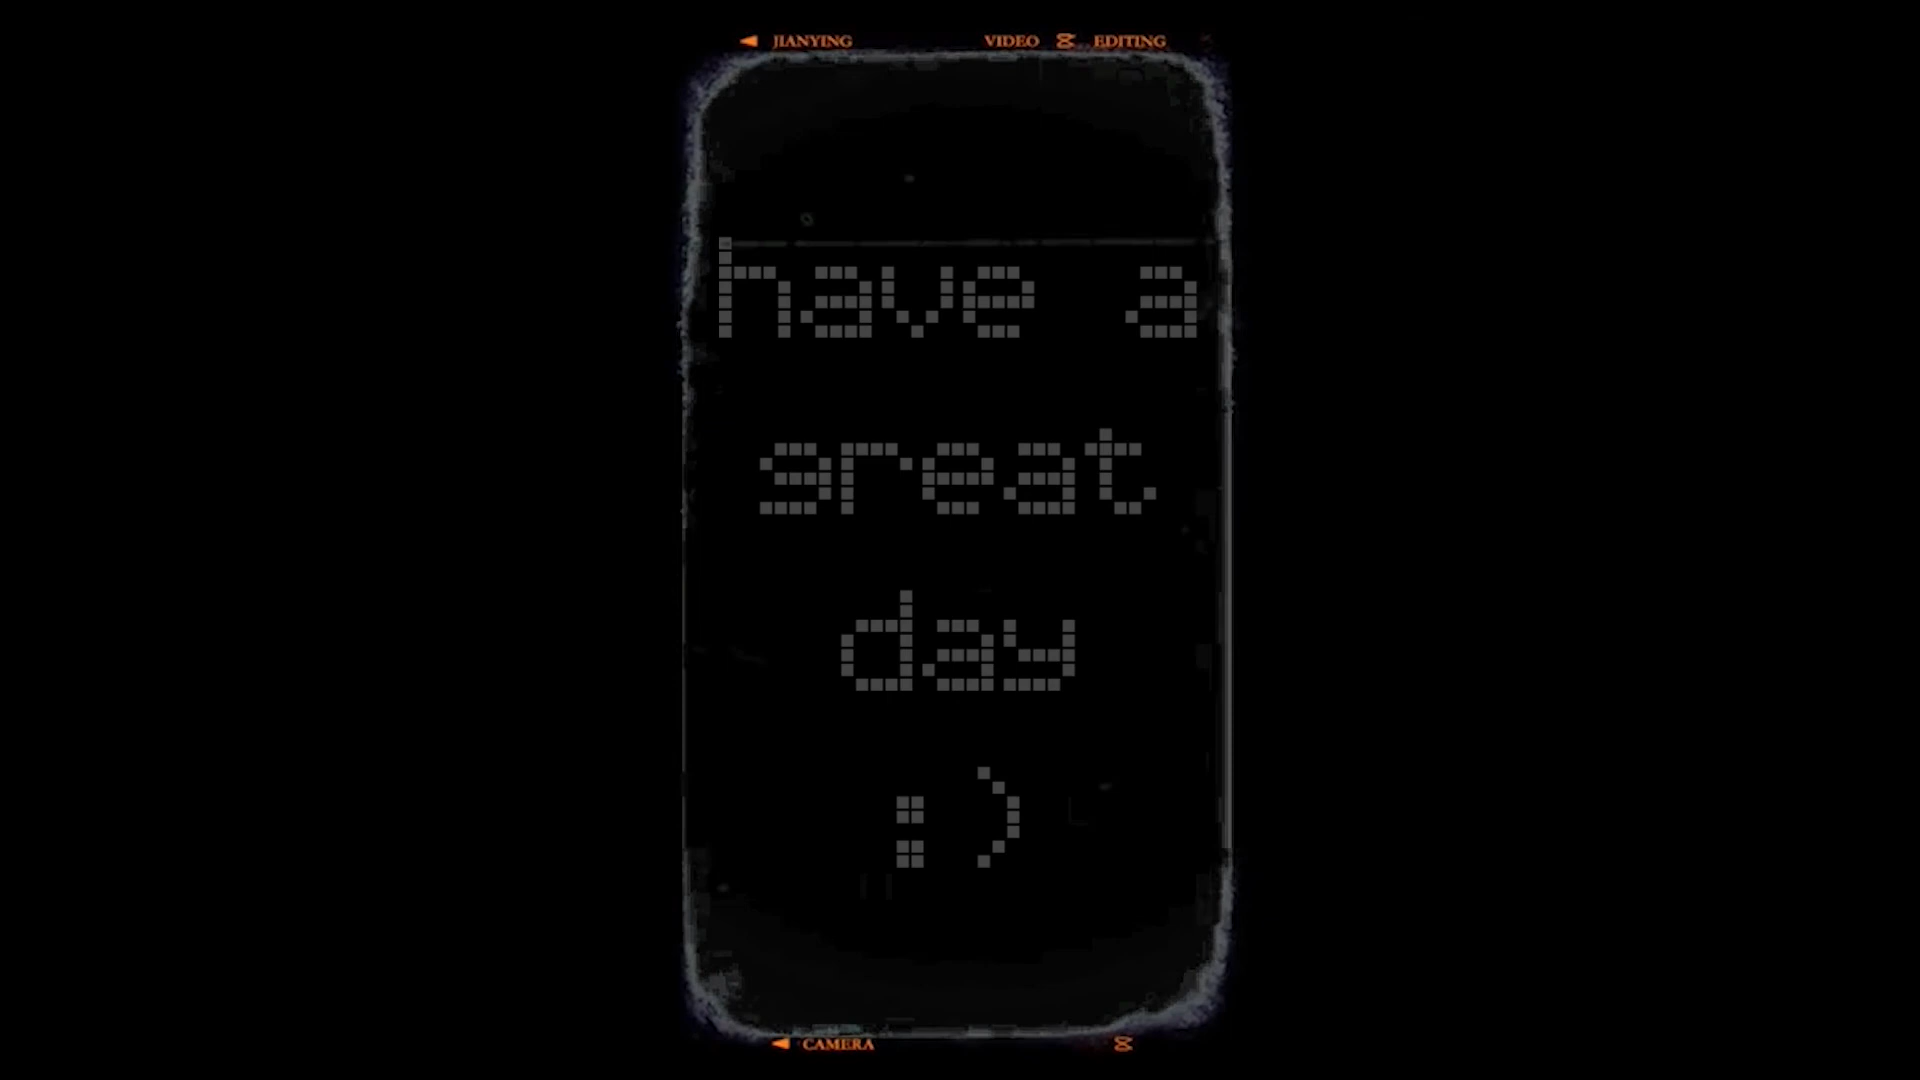 JIANYING VIDEO EDITING
have a
great
day
:)
CAMERA